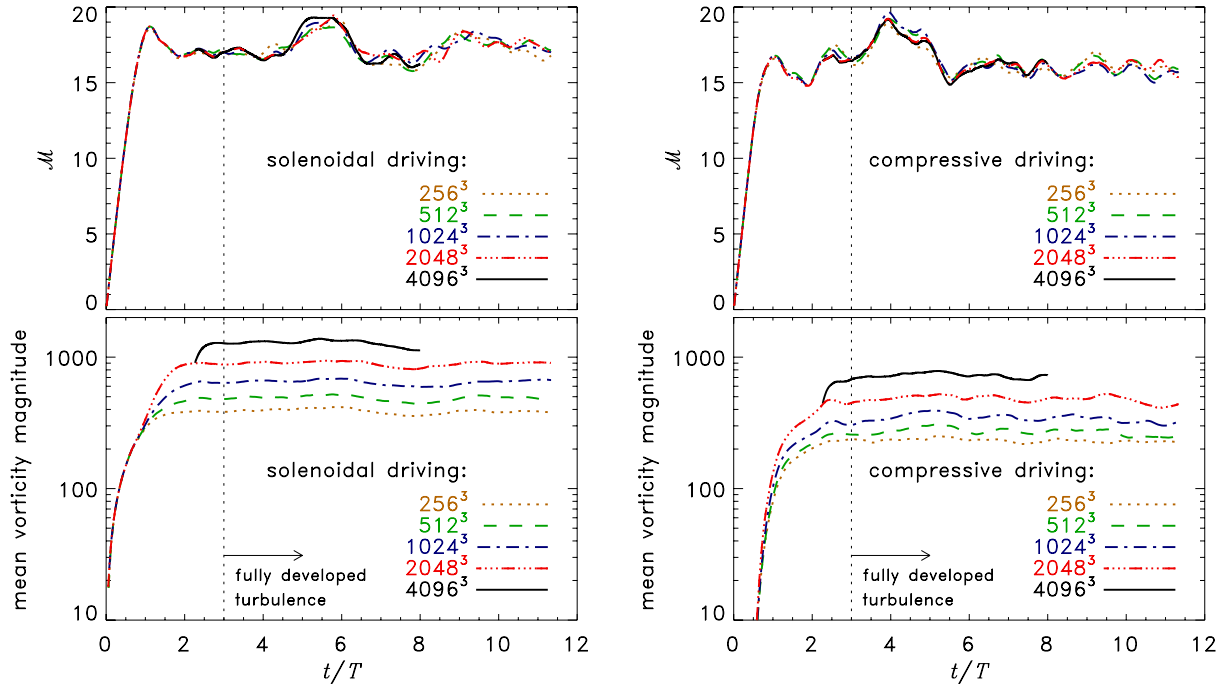 20
15
10
5
0
ℳ
solenoidal driving:
256³
512³
1024³
2048³
4096³
20
15
10
5
0
ℳ
compressive driving:
256³
512³
1024³
2048³
4096³
1000
100
10
mean vorticity magnitude
solenoidal driving:
256³
512³
1024³
2048³
4096³
fully developed
turbulence
0 2 4 6 8 10 12
t/T
1000
100
10
mean vorticity magnitude
compressive driving:
256³
512³
1024³
2048³
4096³
fully developed
turbulence
0 2 4 6 8 10 12
t/T